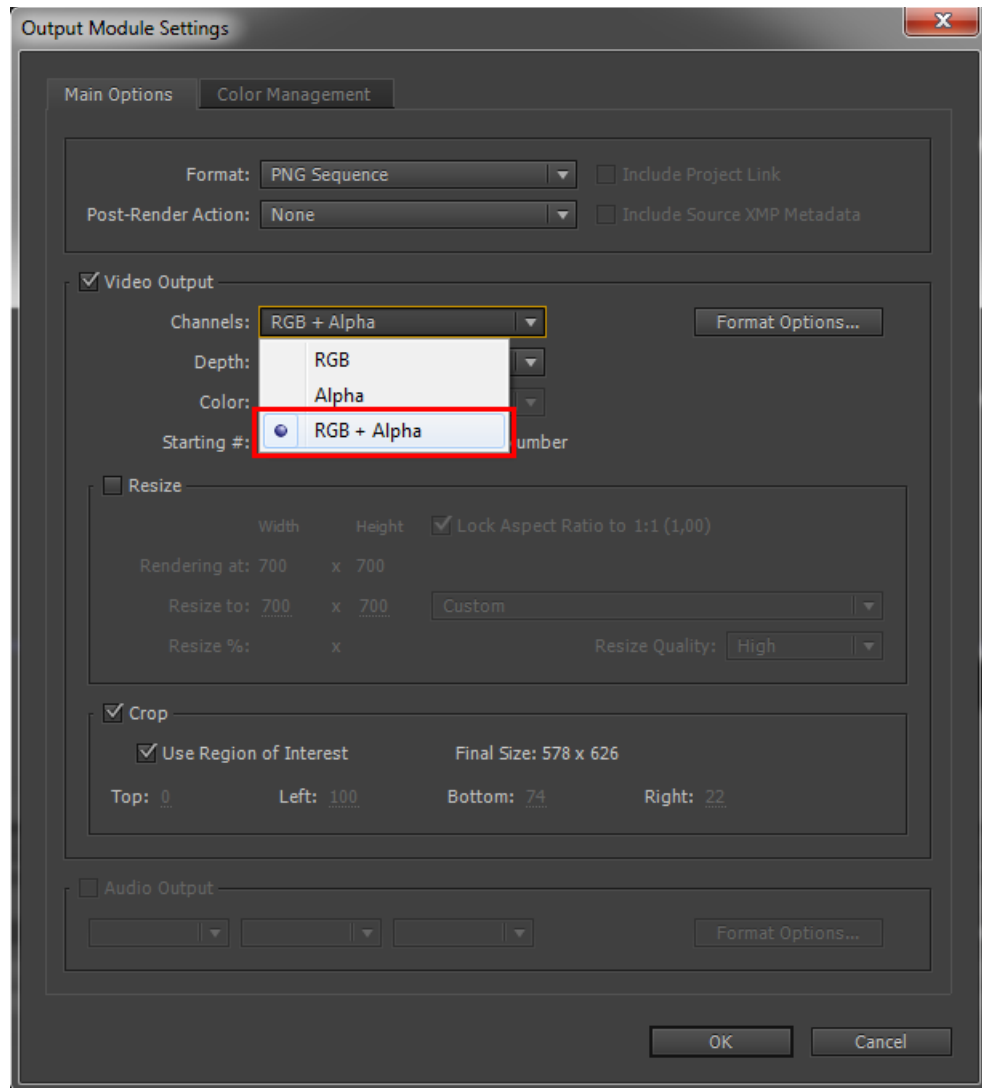 Output Module Settings
x
Main Options Color Management
Format: PNG Sequence Include Project Link
Post-Render Action: None Include Source XMP Metadata
Video Output
Channels: RGB + Alpha Format Options...
RGB
Depth:
Alpha
Color:
RGB + Alpha
Starting #: umber
Resize
Width Height Lock Aspect Ratio to 1:1 (1,00)
Rendering at: 700 x 700
Resize to: 700 x 700 Custom
Resize %: x Resize Quality: High
Crop
Use Region of Interest Final Size: 578 x 626
Top: 0 Left: 100 Bottom: 74 Right: 22
Audio Output
Format Options...
OK Cancel